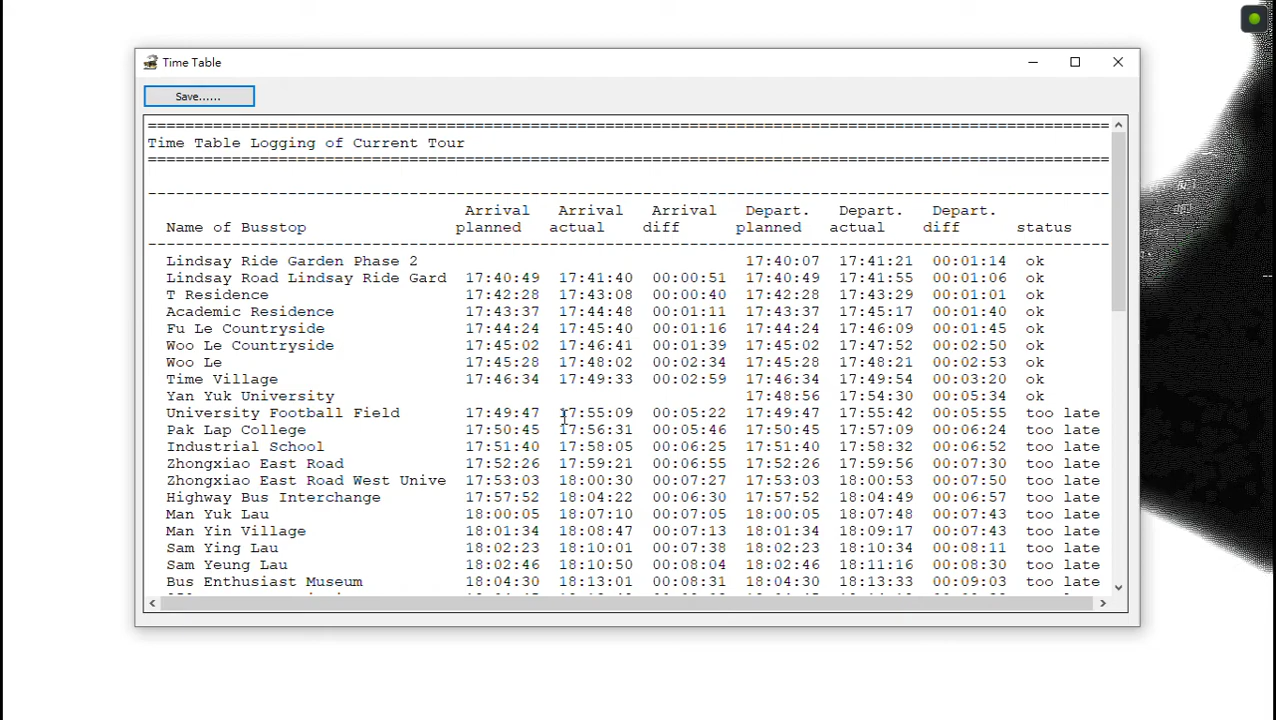 Time Table
Save......
====================================================================================================
Time Table Logging of Current Tour
====================================================================================================
----------------------------------------------------------------------------------------------------
Arrival Arrival Arrival Depart. Depart. Depart.
Name of Busstop planned actual diff planned actual diff status
----------------------------------------------------------------------------------------------------
Lindsay Ride Garden Phase 2 17:40:07 17:41:21 00:01:14 ok
Lindsay Road Lindsay Ride Gard 17:40:49 17:41:40 00:00:51 17:40:49 17:41:55 00:01:06 ok
T Residence 17:42:28 17:43:08 00:00:40 17:42:28 17:43:29 00:01:01 ok
Academic Residence 17:43:37 17:44:48 00:01:11 17:43:37 17:45:17 00:01:40 ok
Fu Le Countryside 17:44:24 17:45:40 00:01:16 17:44:24 17:46:09 00:01:45 ok
Woo Le Countryside 17:45:02 17:46:41 00:01:39 17:45:02 17:47:52 00:02:50 ok
Woo Le 17:45:28 17:48:02 00:02:34 17:45:28 17:48:21 00:02:53 ok
Time Village 17:46:34 17:49:33 00:02:59 17:46:34 17:49:54 00:03:20 ok
Yan Yuk University 17:48:56 17:54:30 00:05:34 ok
University Football Field 17:49:47 17:55:09 00:05:22 17:49:47 17:55:42 00:05:55 too late
Pak Lap College 17:50:45 17:56:31 00:05:46 17:50:45 17:57:09 00:06:24 too late
Industrial School 17:51:40 17:58:05 00:06:25 17:51:40 17:58:32 00:06:52 too late
Zhongxiao East Road 17:52:26 17:59:21 00:06:55 17:52:26 17:59:56 00:07:30 too late
Zhongxiao East Road West Unive 17:53:03 18:00:30 00:07:27 17:53:03 18:00:53 00:07:50 too late
Highway Bus Interchange 17:57:52 18:04:22 00:06:30 17:57:52 18:04:49 00:06:57 too late
Man Yuk Lau 18:00:05 18:07:10 00:07:05 18:00:05 18:07:48 00:07:43 too late
Man Yin Village 18:01:34 18:08:47 00:07:13 18:01:34 18:09:17 00:07:43 too late
Sam Ying Lau 18:02:23 18:10:01 00:07:38 18:02:23 18:10:34 00:08:11 too late
Sam Yeung Lau 18:02:46 18:10:50 00:08:04 18:02:46 18:11:16 00:08:30 too late
Bus Enthusiast Museum 18:04:30 18:13:01 00:08:31 18:04:30 18:13:33 00:09:03 too late